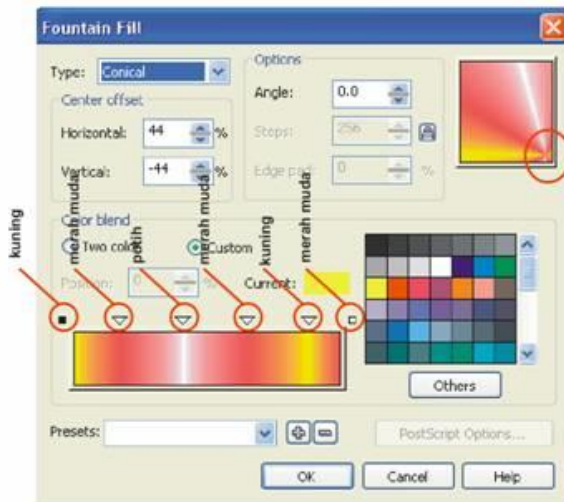 Fountain Fill
Type: Conical
Options
Center offset
Angle: 0.0
Horizontal: 44 %
Steps: 256
Vertical: -44 %
Edge pad: 0 %
Color blend
Two color
Custom
Position: 0 %
Current:
kuning
merah muda
putih
merah muda
kuning
merah muda
Others
Presets:
PostScript Options...
OK
Cancel
Help